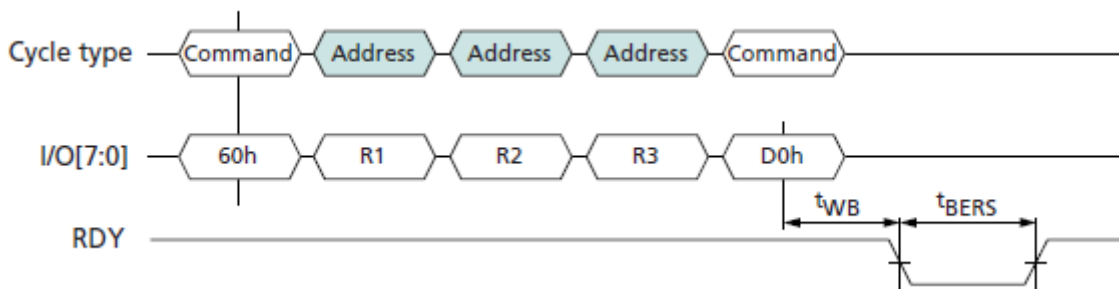 Cycle type Command Address Address Address Command
I/O[7:0] 60h R1 R2 R3 D0h
tWB tBERS
RDY